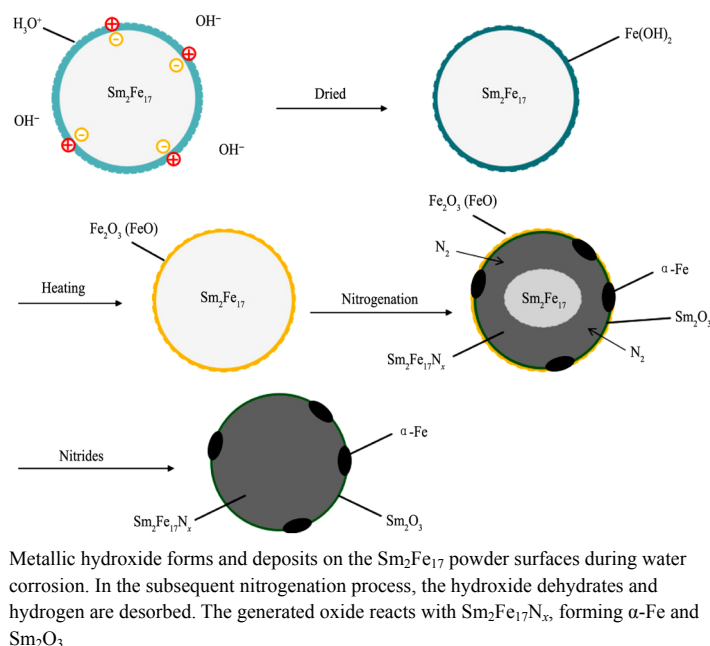 H₃O⁺
OH⁻
Sm₂Fe₁₇
OH⁻
OH⁻
Dried
Fe(OH)₂
Sm₂Fe₁₇
Heating
Fe₂O₃ (FeO)
Sm₂Fe₁₇
Nitrogenation
Fe₂O₃ (FeO)
N₂
α-Fe
Sm₂Fe₁₇
Sm₂O₃
N₂
Sm₂Fe₁₇Nₓ
Nitrides
α-Fe
Sm₂Fe₁₇Nₓ
Sm₂O₃
Metallic hydroxide forms and deposits on the Sm₂Fe₁₇ powder surfaces during water
corrosion. In the subsequent nitrogenation process, the hydroxide dehydrates and
hydrogen are desorbed. The generated oxide reacts with Sm₂Fe₁₇Nₓ, forming α-Fe and
Sm₂O₃